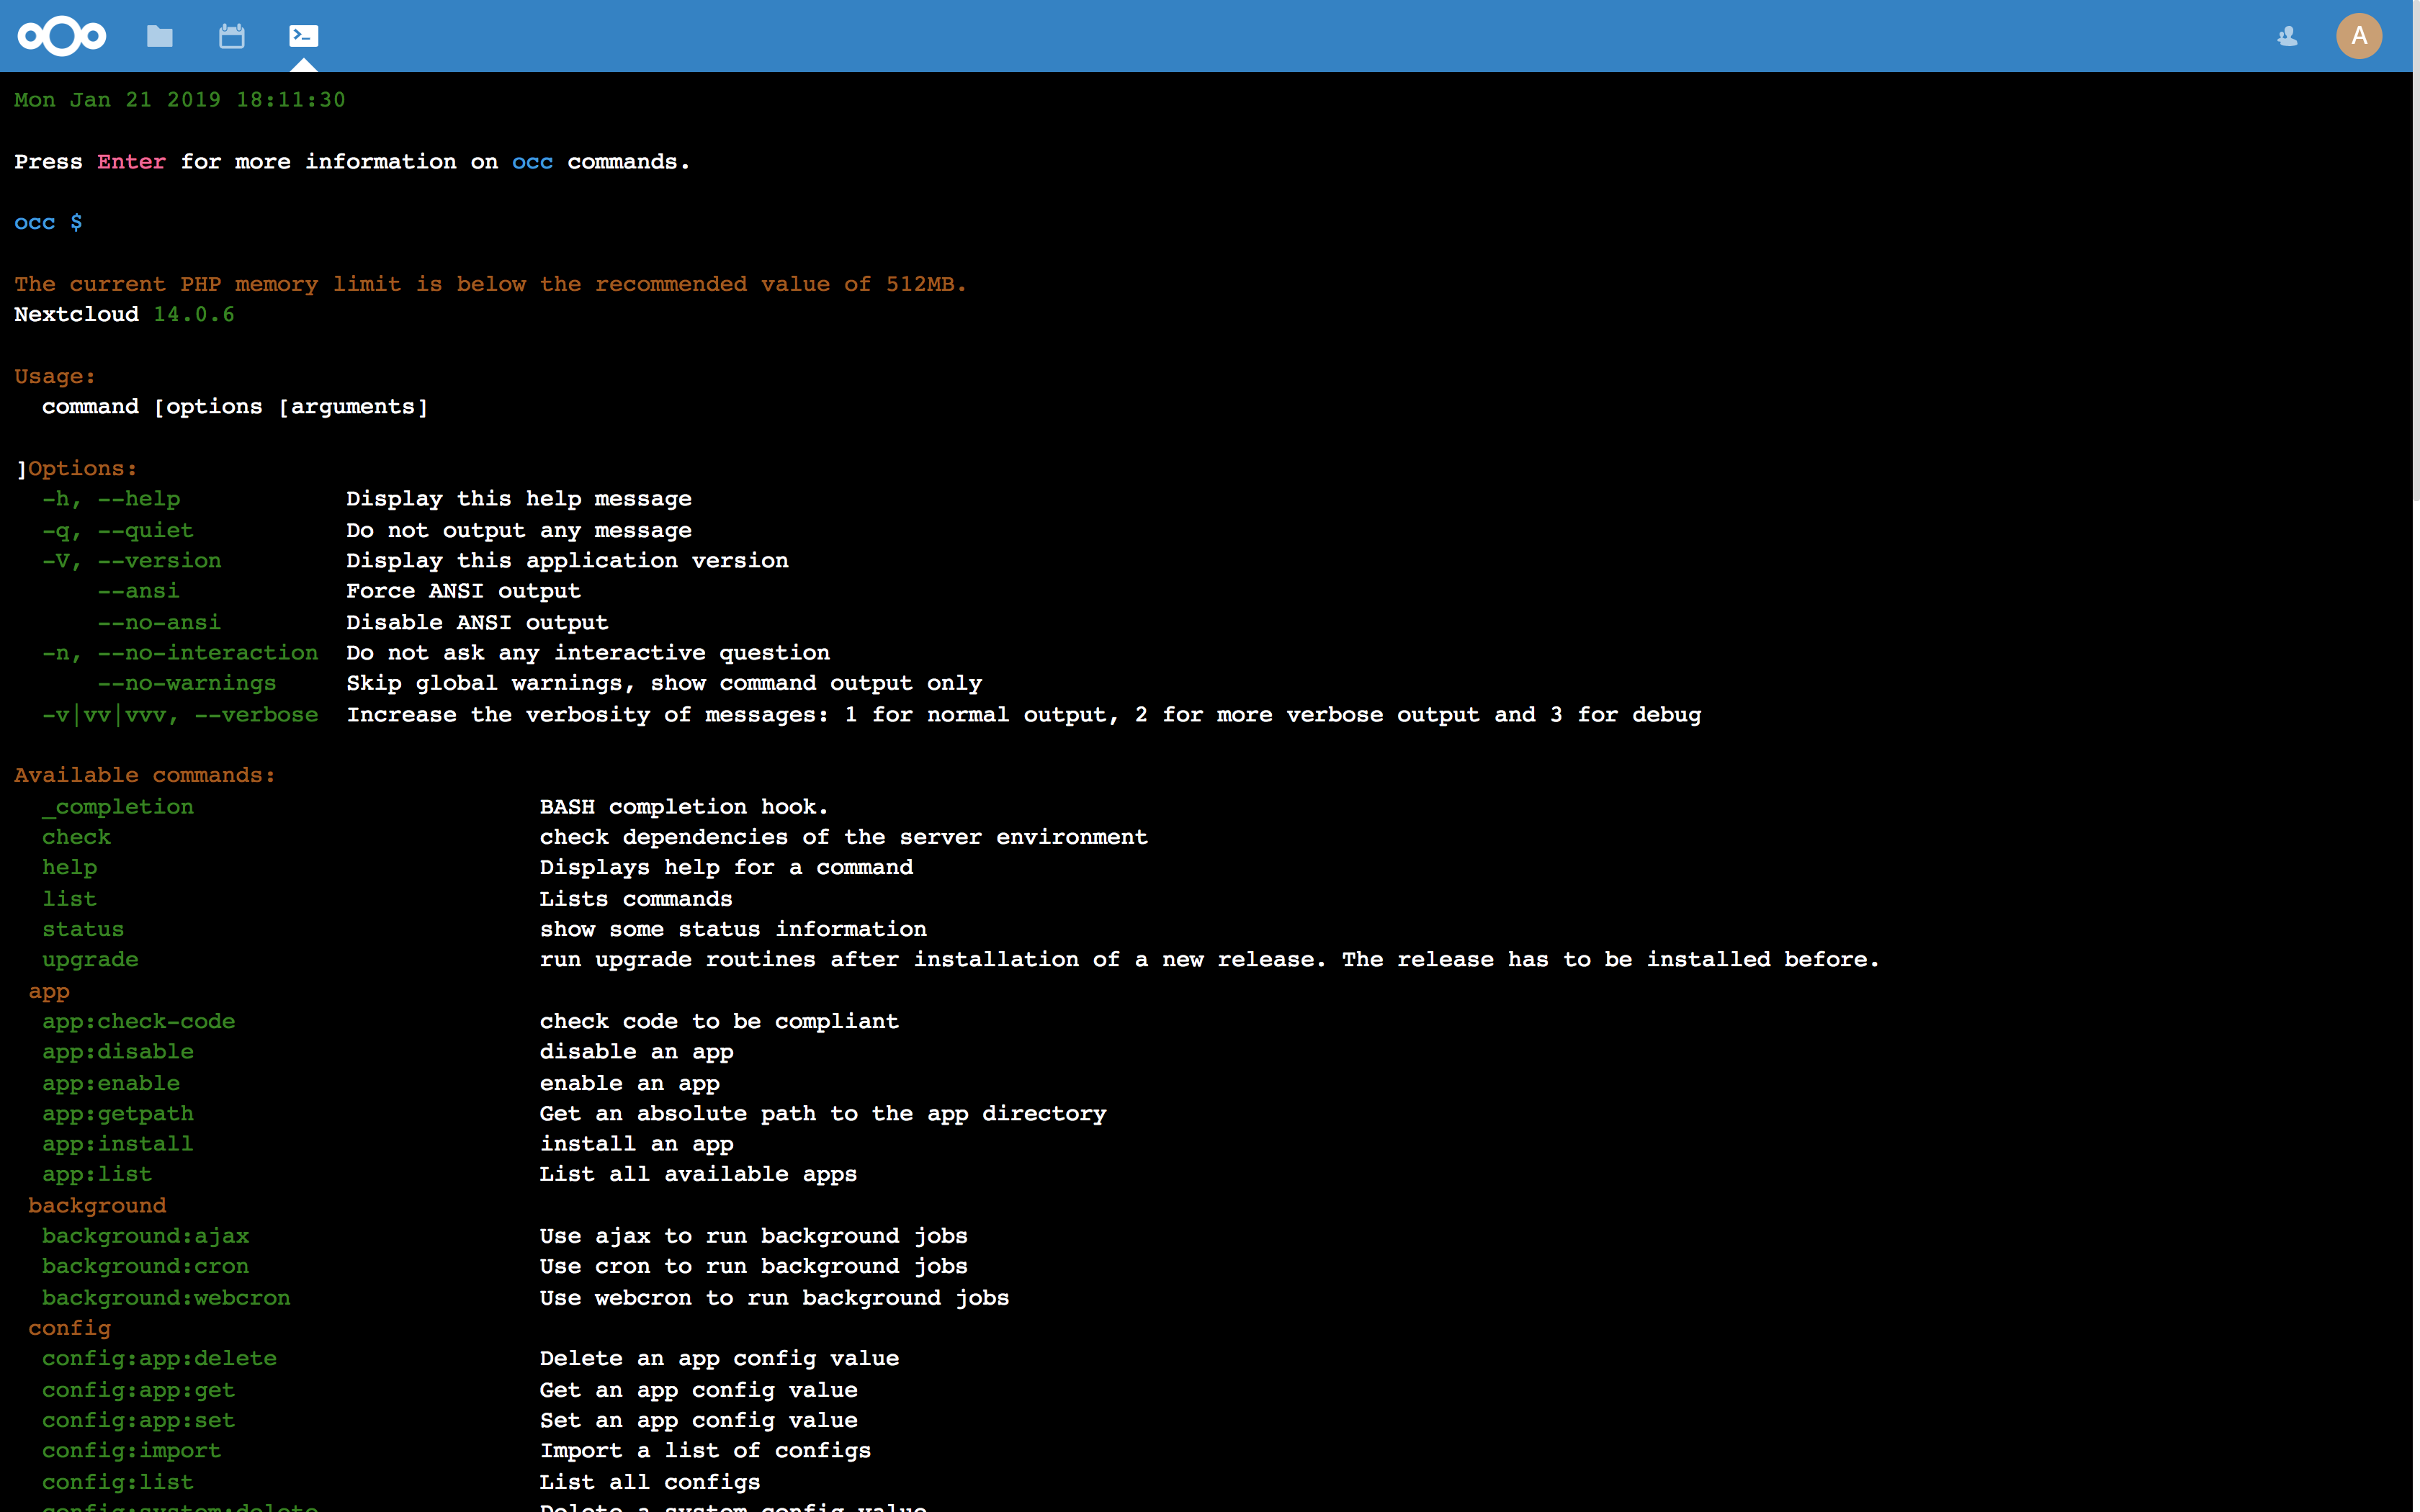 A
Mon Jan 21 2019 18:11:30
Press Enter for more information on occ commands.
occ $
The current PHP memory limit is below the recommended value of 512MB.
Nextcloud 14.0.6
Usage:
command [options [arguments]
]Options:
-h, --help Display this help message
-q, --quiet Do not output any message
-V, --version Display this application version
--ansi Force ANSI output
--no-ansi Disable ANSI output
-n, --no-interaction Do not ask any interactive question
--no-warnings Skip global warnings, show command output only
-v|vv|vvv, --verbose Increase the verbosity of messages: 1 for normal output, 2 for more verbose output and 3 for debug
Available commands:
_completion BASH completion hook.
check check dependencies of the server environment
help Displays help for a command
list Lists commands
status show some status information
upgrade run upgrade routines after installation of a new release. The release has to be installed before.
app
app:check-code check code to be compliant
app:disable disable an app
app:enable enable an app
app:getpath Get an absolute path to the app directory
app:install install an app
app:list List all available apps
background
background:ajax Use ajax to run background jobs
background:cron Use cron to run background jobs
background:webcron Use webcron to run background jobs
config
config:app:delete Delete an app config value
config:app:get Get an app config value
config:app:set Set an app config value
config:import Import a list of configs
config:list List all configs
config:system:delete Delete a system config value